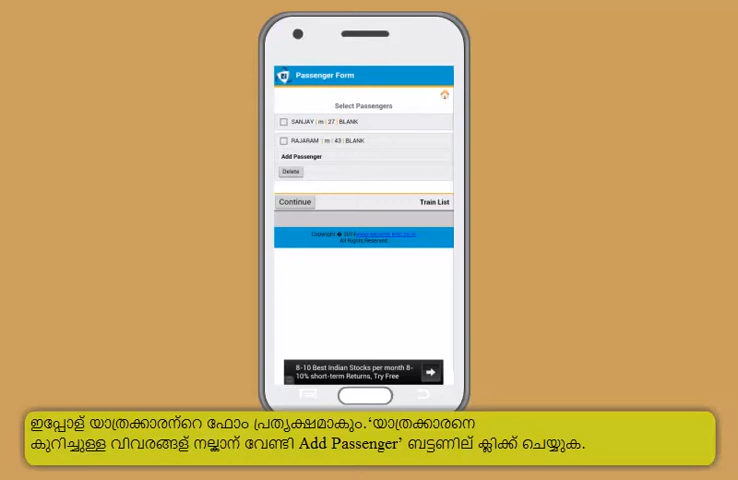 Passenger Form
Select Passengers
SANJAY | m | 27 | BLANK
RAJARAM | m | 43 | BLANK
Add Passenger
Delete
Continue Train List
Copyright � 2014
All Rights Reserved
8-10 Best Indian Stocks per month 8-
10% short-term Returns, Try Free
ഇപ്പോള് യാത്രക്കാരന്റെ ഫോം പ്രത്യക്ഷമാകും.‘യാത്രക്കാരനെ
കുറിച്ചുള്ള വിവരങ്ങള് നല്കാന് വേണ്ടി Add Passenger’ ബട്ടണില് ക്ലിക്ക് ചെയ്യുക.